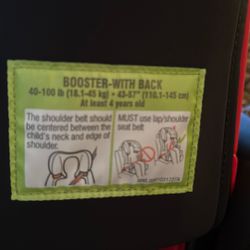 BOOSTER-WITH BACK
40-100 lb (18.1-45 kg) • 43-57" (110.1-145 cm)
At least 4 years old
The shoulder belt should
be centered between the
child's neck and edge of
shoulder.
MUST use lap/shoulder
seat belt